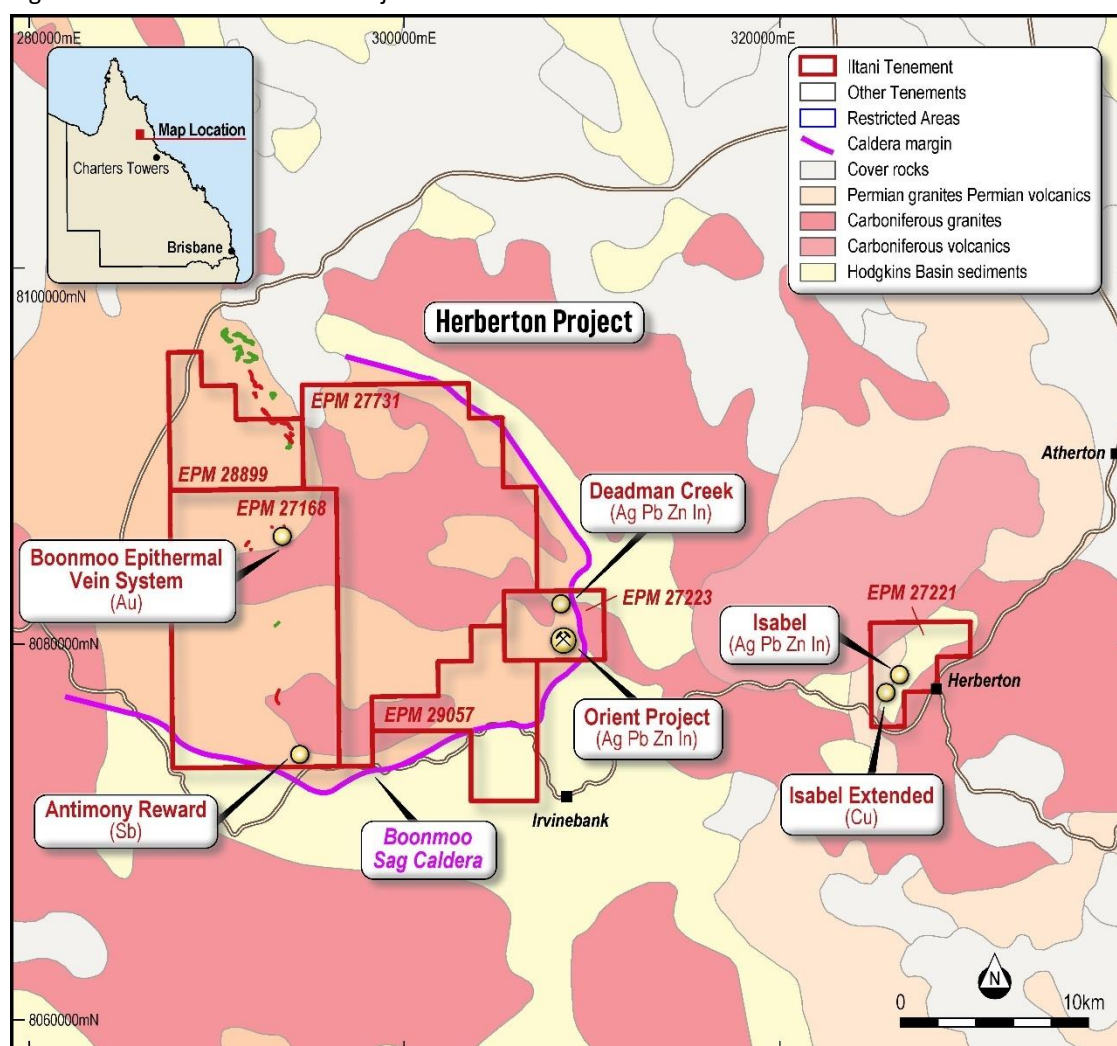 280000mE
300000mE
320000mE
Map Location
Charters Towers
Brisbane
Iltani Tenement
Other Tenements
Restricted Areas
Caldera margin
Cover rocks
Permian granites Permian volcanics
Carboniferous granites
Carboniferous volcanics
Hodgkins Basin sediments
8100000mN
Herberton Project
EPM 27731
Atherton
EPM 28899
EPM 27168
Deadman Creek
(Ag Pb Zn In)
Boonmoo Epithermal
Vein System
(Au)
EPM 27223
EPM 27221
Isabel
(Ag Pb Zn In)
8080000mN
Herberton
EPM 29057
Orient Project
(Ag Pb Zn In)
Antimony Reward
(Sb)
Isabel Extended
(Cu)
Irvinebank
Boonmoo
Sag Caldera
N
0
10km
8060000mN